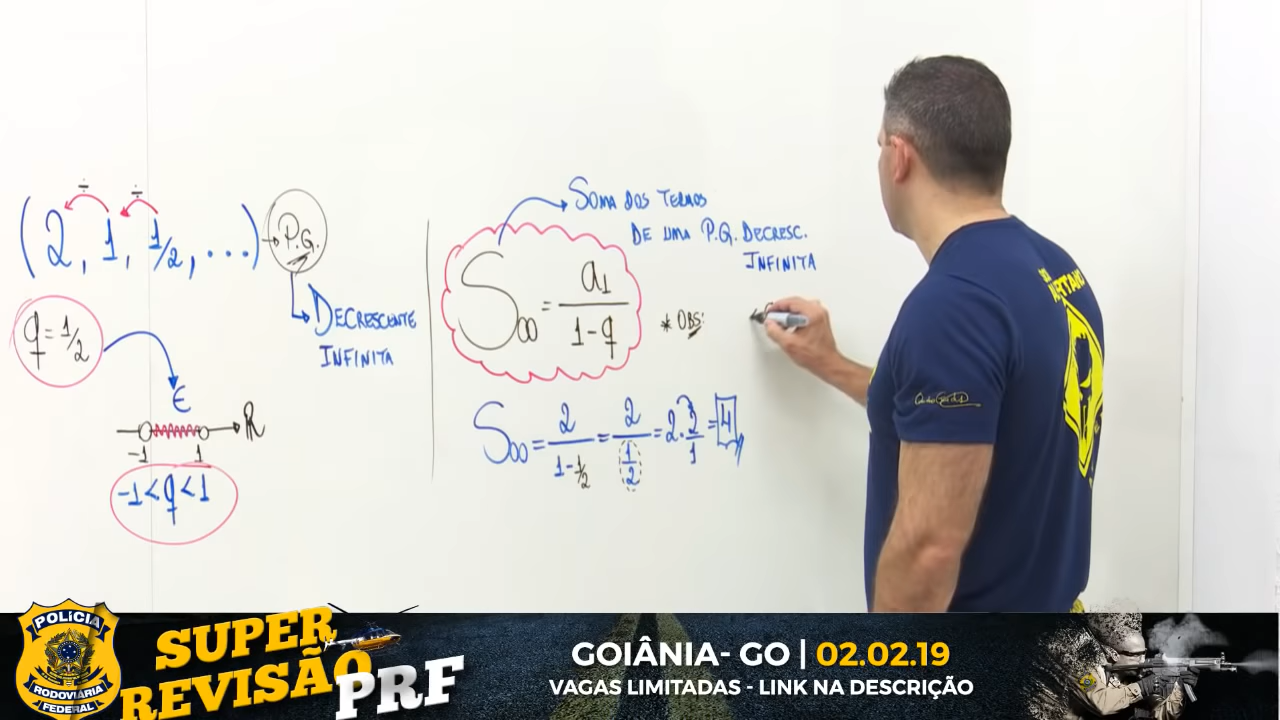 (2, 1, 1/2, ...) → P.G.
÷ ÷
DECRESCENTE
INFINITA
q = 1/2
∈
-1 1 R
-1 < q < 1
SOMA DOS TERMOS
DE UMA P.G. DECRESC.
INFINITA
S∞ = a1 / 1-q
* OBS:
S∞ = 2 / 1-1/2 = 2 / 1/2 = 2 · 2/1 = 4
POLÍCIA
RODOVIÁRIA
FEDERAL
SUPER
REVISÃO
PRF
GOIÂNIA- GO | 02.02.19
VAGAS LIMITADAS - LINK NA DESCRIÇÃO